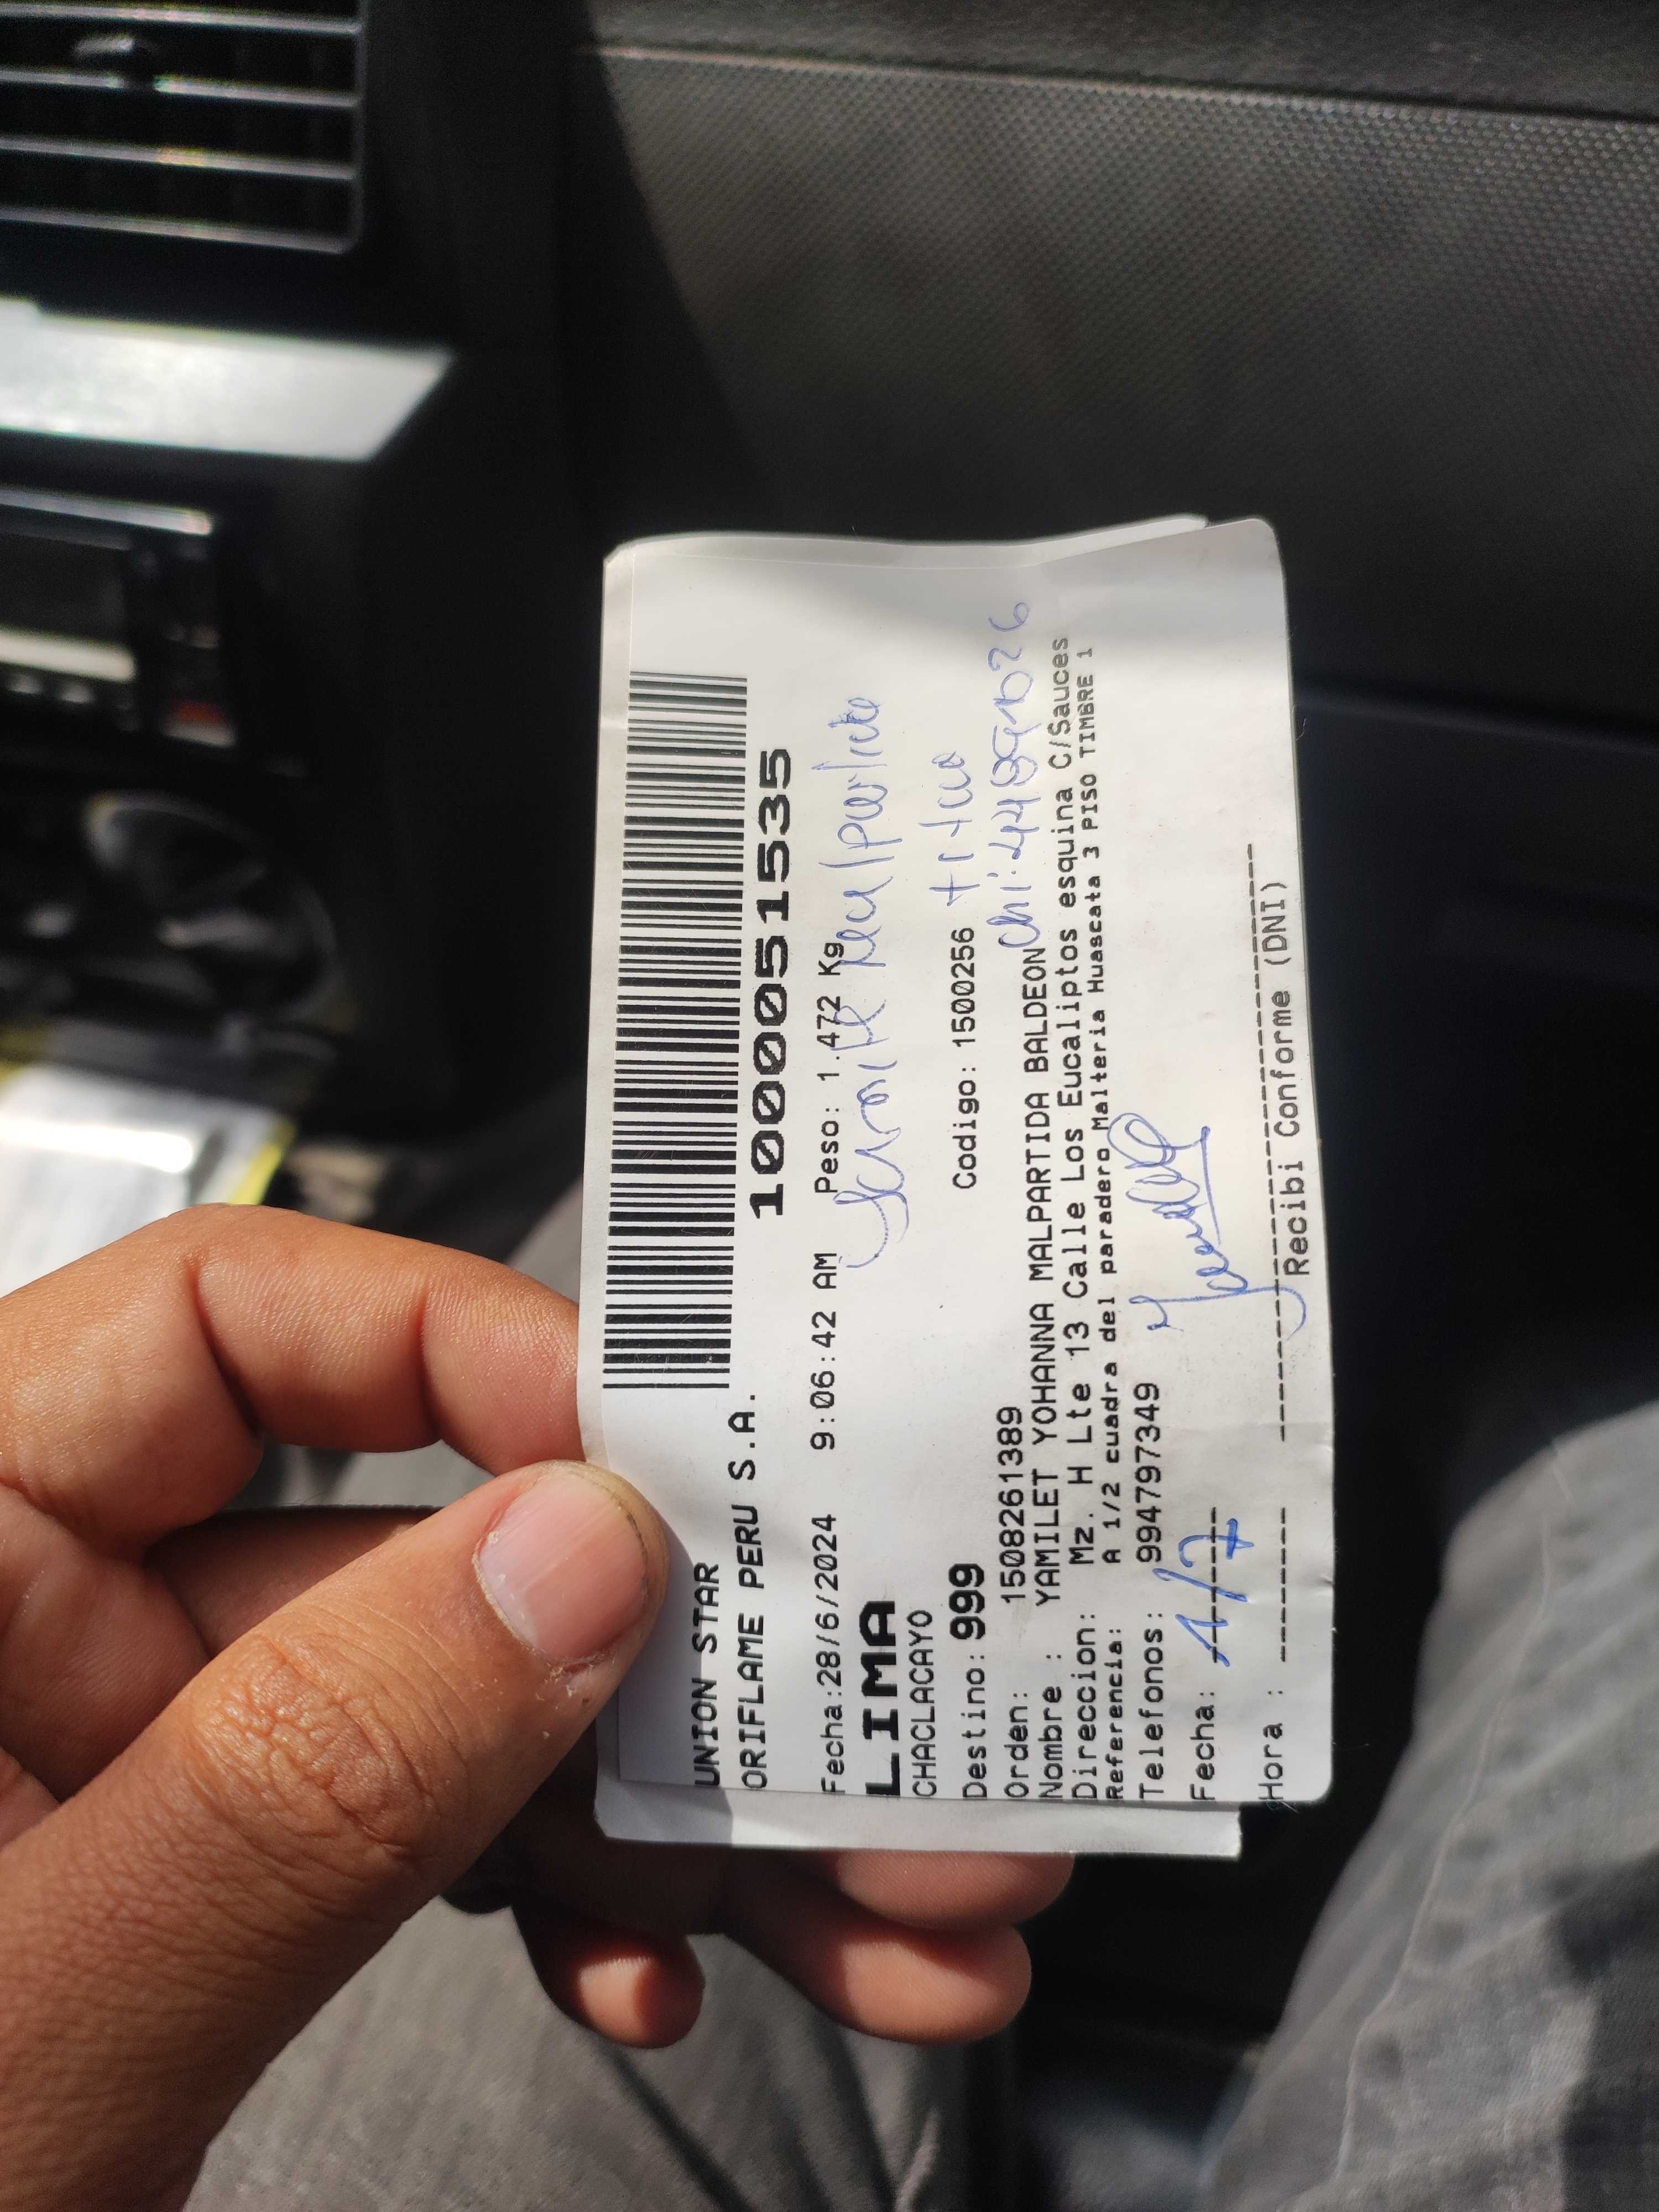 UNION STAR
ORIFLAME PERU S.A.
1000051535
Fecha:28/6/2024 9:06:42 AM Peso: 1.472 Kg
LIMA
CHACLACAYO
Destino: 999 Codigo: 1500256
Orden: 1508261389
Nombre : YAMILET YOHANNA MALPARTIDA BALDEON
Direccion: Mz. H Lte 13 Calle Los Eucaliptos esquina C/Sauces
Referencia: A 1/2 cuadra del paradero Malteria Huascata 3 PISO TIMBRE 1
Telefonos: 994797349
Fecha: 1/7
Hora :
Recibi Conforme (DNI)